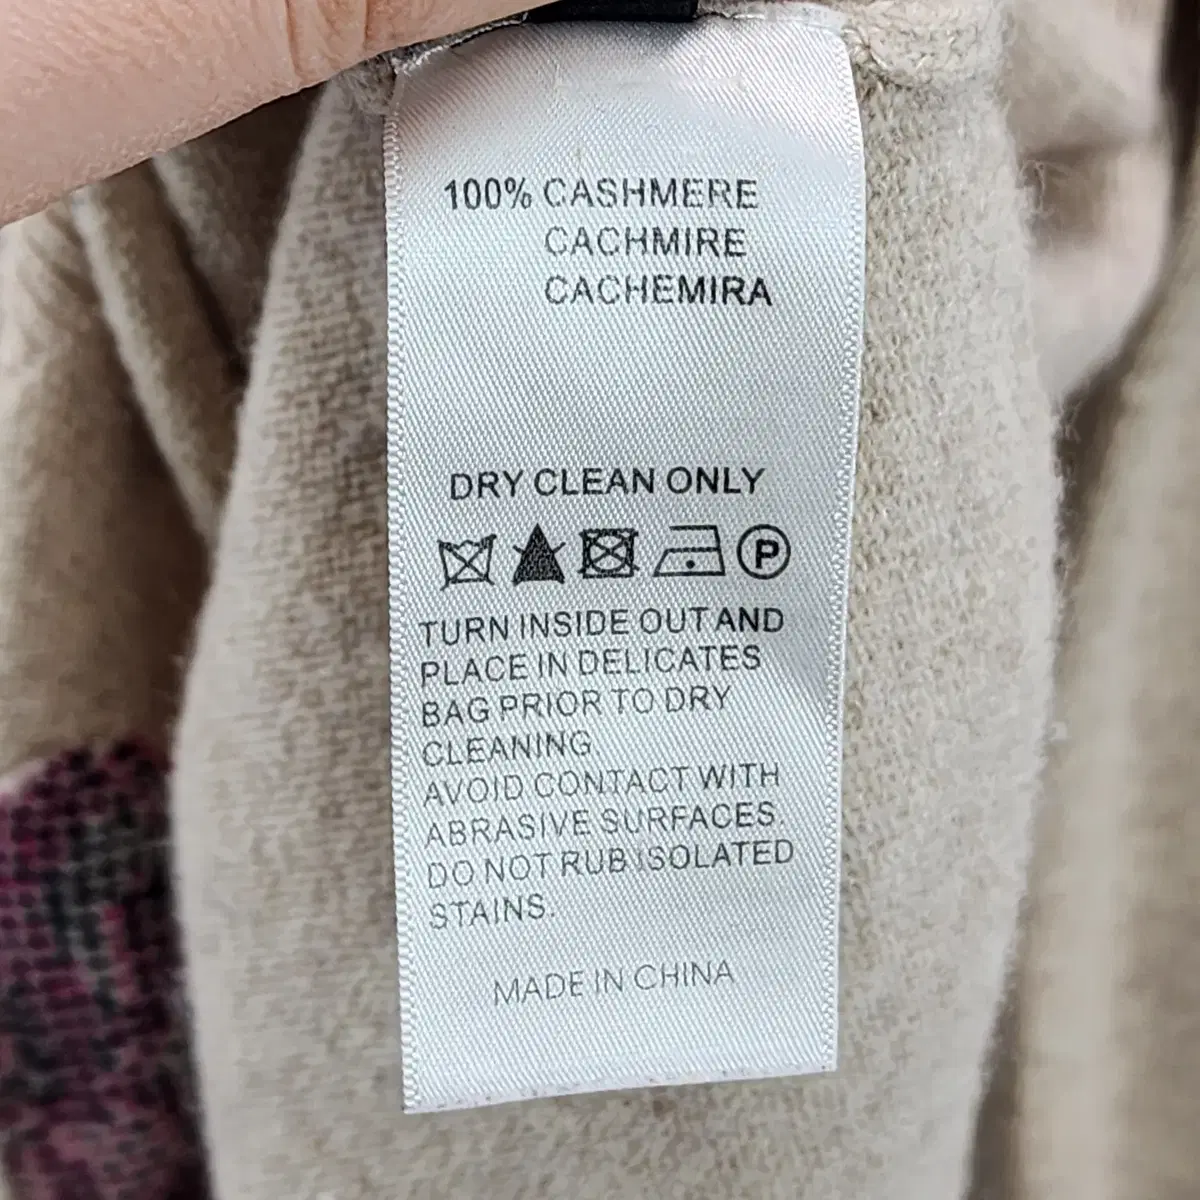 100% CASHMERE
CACHMIRE
CACHEMIRA
DRY CLEAN ONLY
P
TURN INSIDE OUT AND
PLACE IN DELICATES
BAG PRIOR TO DRY
CLEANING
AVOID CONTACT WITH
ABRASIVE SURFACES
DO NOT RUB ISOLATED
STAINS.
MADE IN CHINA